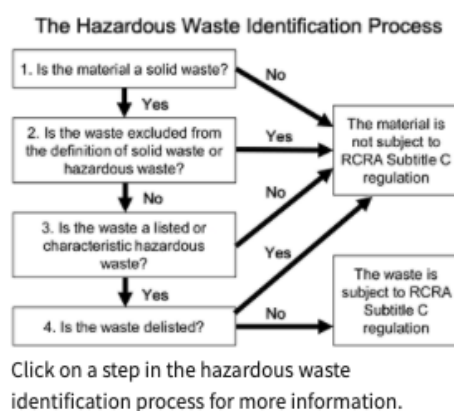 The Hazardous Waste Identification Process
1. Is the material a solid waste?
No
Yes
2. Is the waste excluded from
the definition of solid waste or
hazardous waste?
Yes
The material is
not subject to
RCRA Subtitle C
regulation
No
No
3. Is the waste a listed or
characteristic hazardous
waste?
Yes
Yes
4. Is the waste delisted?
No
The waste is
subject to RCRA
Subtitle C
regulation
Click on a step in the hazardous waste
identification process for more information.